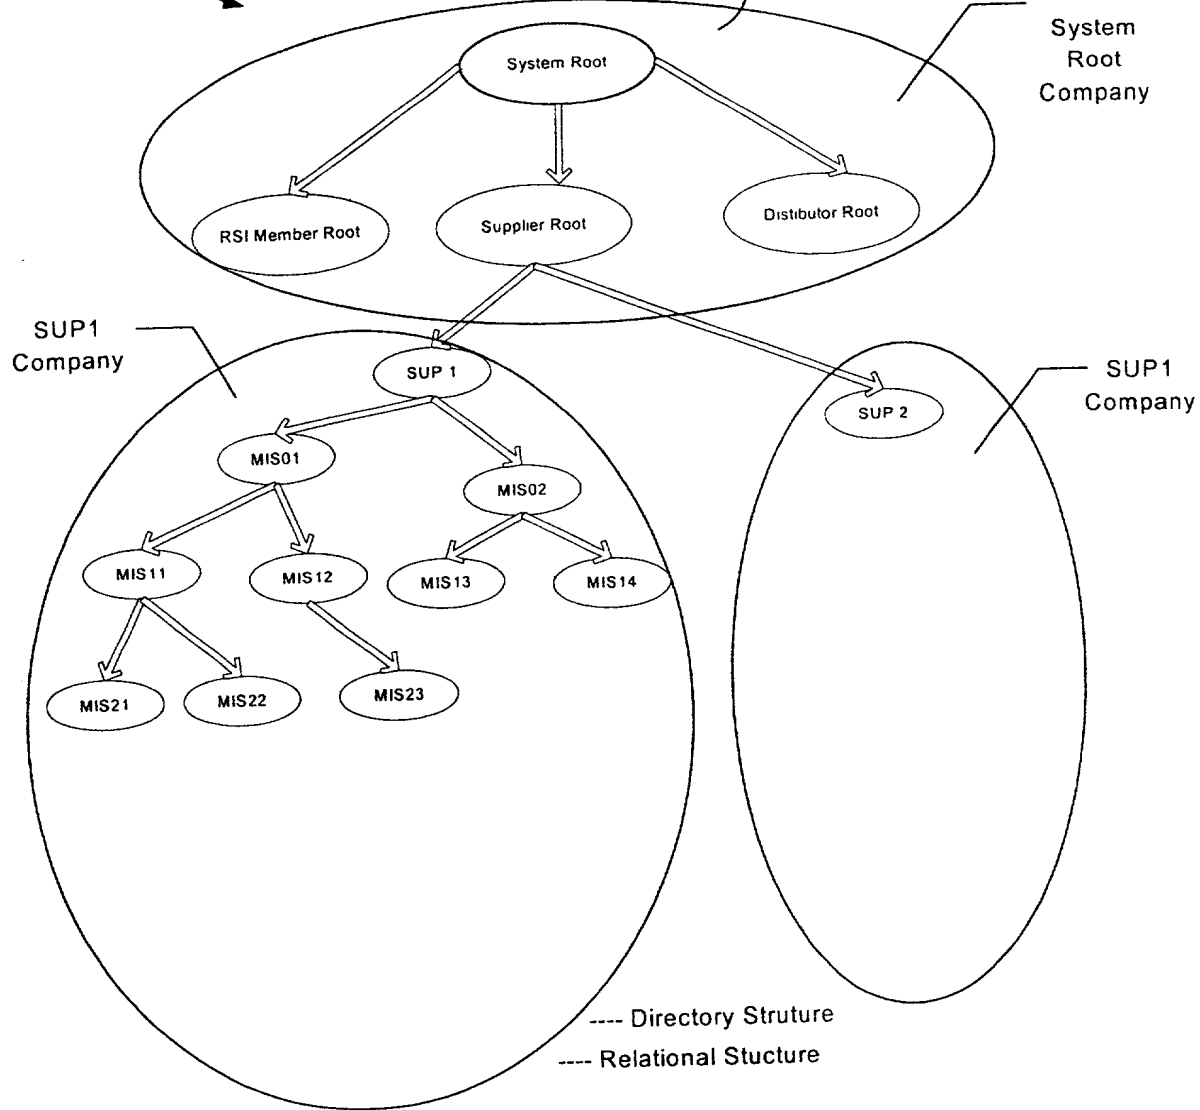 System
Root
Company
System Root
RSI Member Root
Supplier Root
Distibutor Root
SUP1
Company
SUP 1
SUP 2
SUP1
Company
MIS01
MIS02
MIS11
MIS12
MIS13
MIS14
MIS21
MIS22
MIS23
---- Directory Struture
---- Relational Stucture